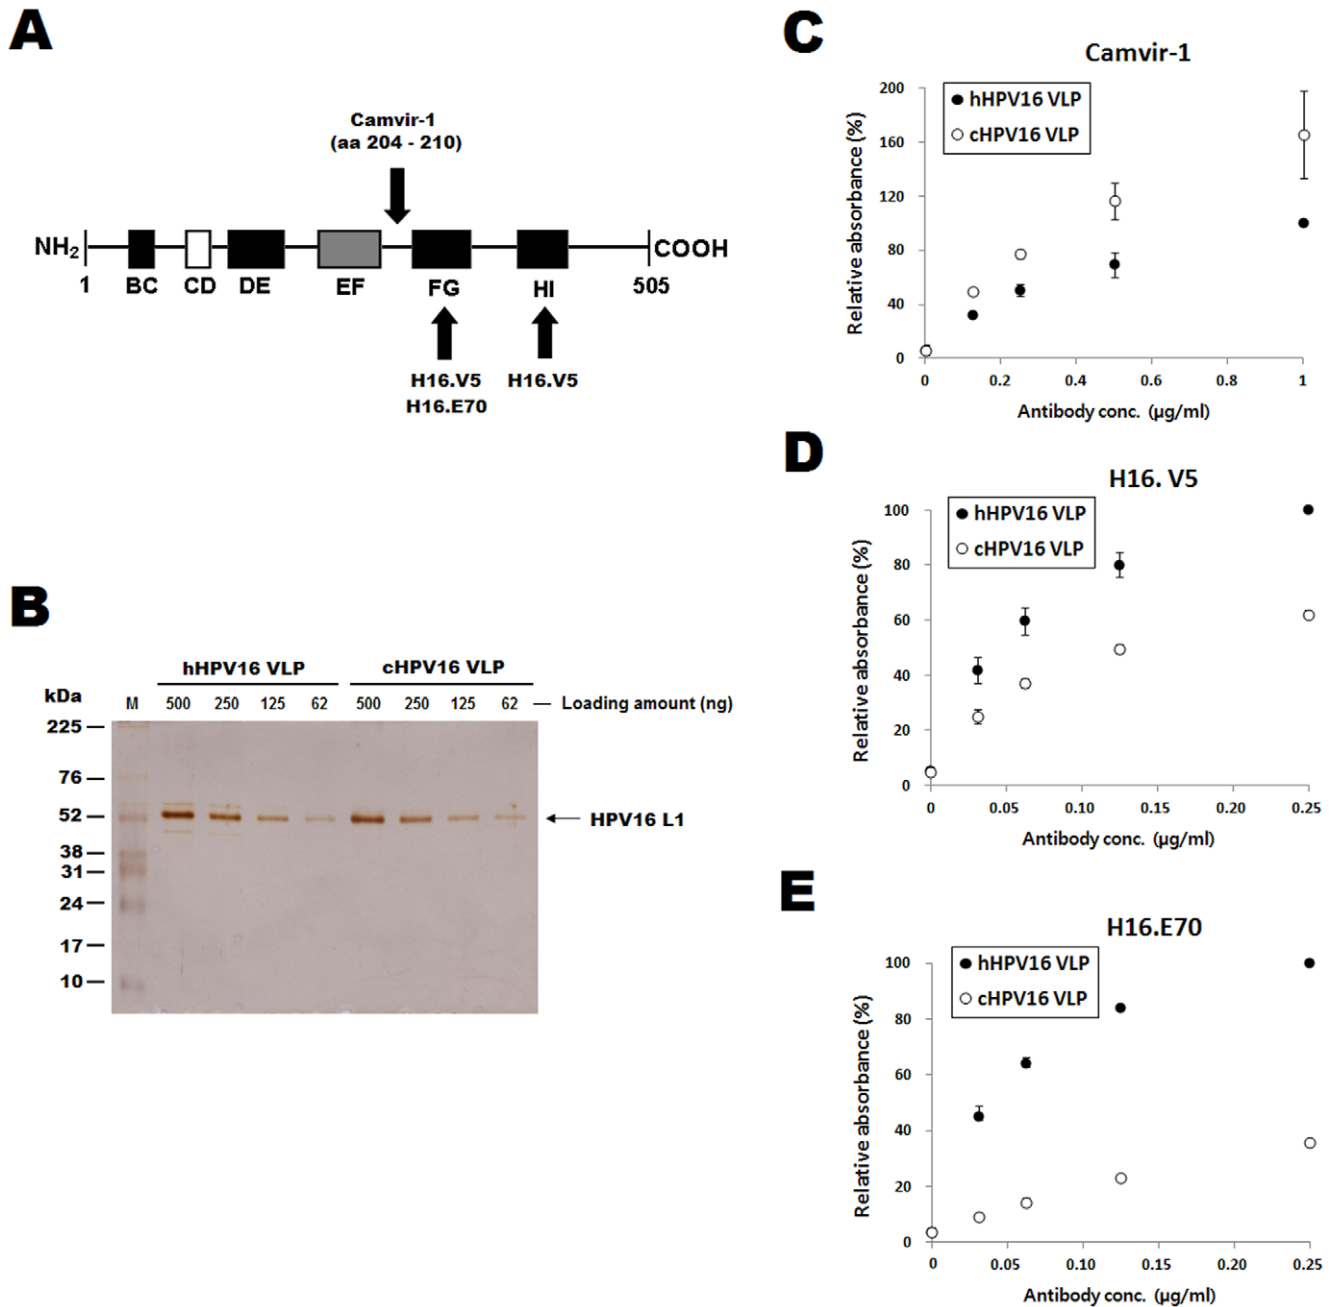 A
Camvir-1
(aa 204 - 210)
NH2
COOH
1
BC
CD
DE
EF
FG
HI
505
H16.V5
H16.E70
H16.V5
B
hHPV16 VLP
cHPV16 VLP
kDa
M
500
250
125
62
500
250
125
62
Loading amount (ng)
225
76
52
38
31
24
17
10
HPV16 L1
C
Camvir-1
hHPV16 VLP
cHPV16 VLP
Relative absorbance (%)
200
160
120
80
40
0
0
0.2
0.4
0.6
0.8
1
Antibody conc. (µg/ml)
D
H16. V5
hHPV16 VLP
cHPV16 VLP
Relative absorbance (%)
100
80
60
40
20
0
0
0.05
0.10
0.15
0.20
0.25
Antibody conc. (µg/ml)
E
H16.E70
hHPV16 VLP
cHPV16 VLP
Relative absorbance (%)
100
80
60
40
20
0
0
0.05
0.10
0.15
0.20
0.25
Antibody conc. (µg/ml)